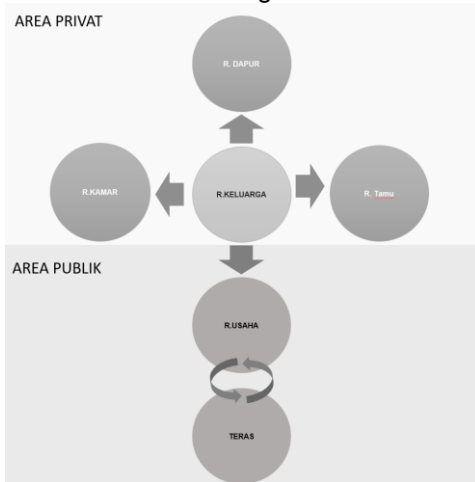 AREA PRIVAT
R. DAPUR
R.KAMAR
R.KELUARGA
R. Tamu
AREA PUBLIK
R.USAHA
TERAS